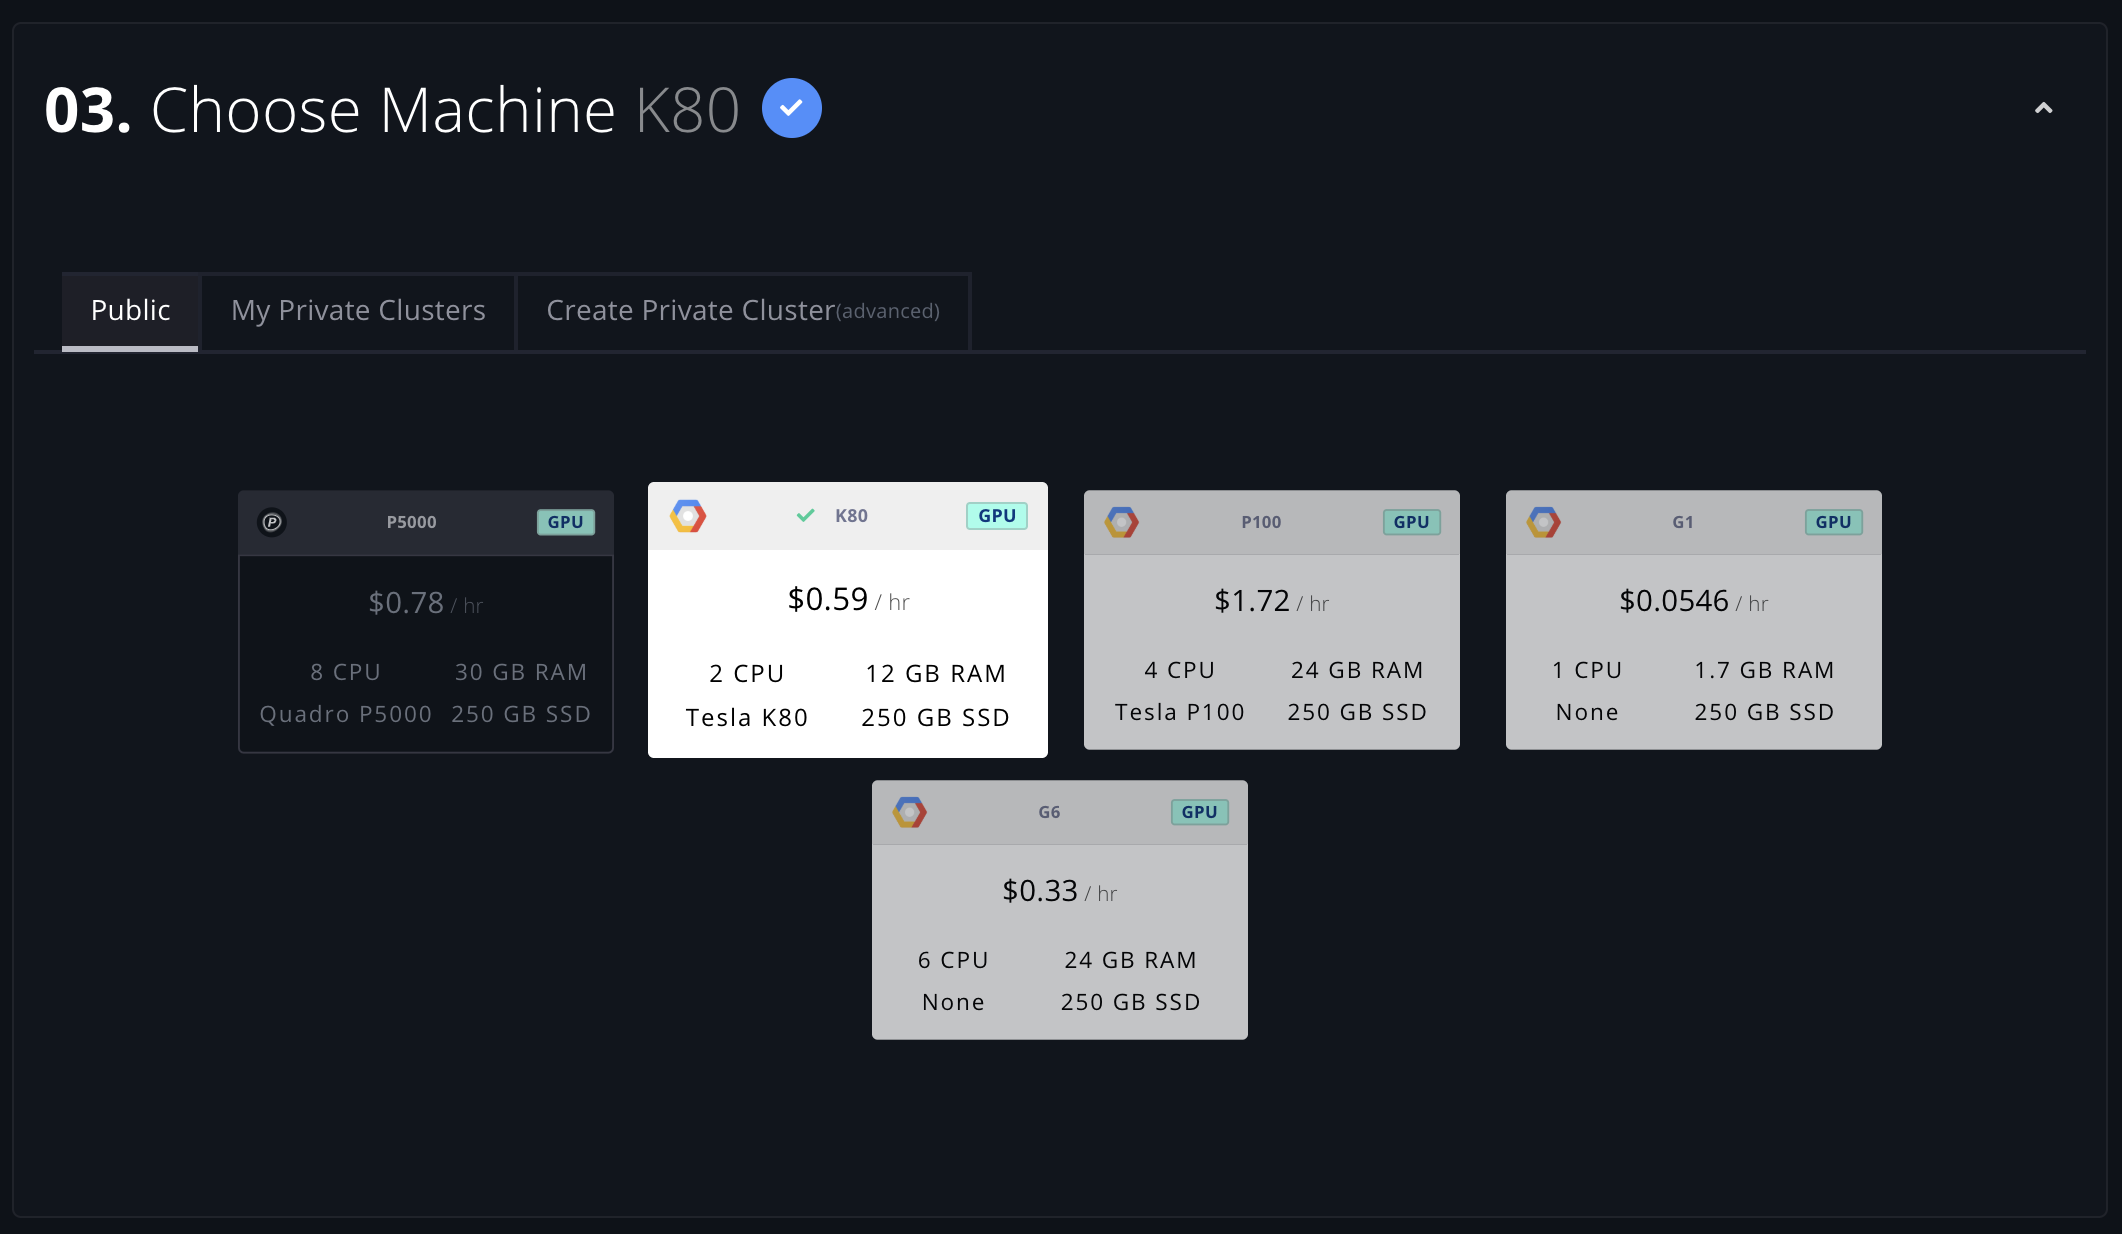 03. Choose Machine K80
Public
My Private Clusters
Create Private Cluster(advanced)
P5000
GPU
$0.78 / hr
8 CPU 30 GB RAM
Quadro P5000 250 GB SSD
K80
GPU
$0.59 / hr
2 CPU 12 GB RAM
Tesla K80 250 GB SSD
P100
GPU
$1.72 / hr
4 CPU 24 GB RAM
Tesla P100 250 GB SSD
G1
GPU
$0.0546 / hr
1 CPU 1.7 GB RAM
None 250 GB SSD
G6
GPU
$0.33 / hr
6 CPU 24 GB RAM
None 250 GB SSD